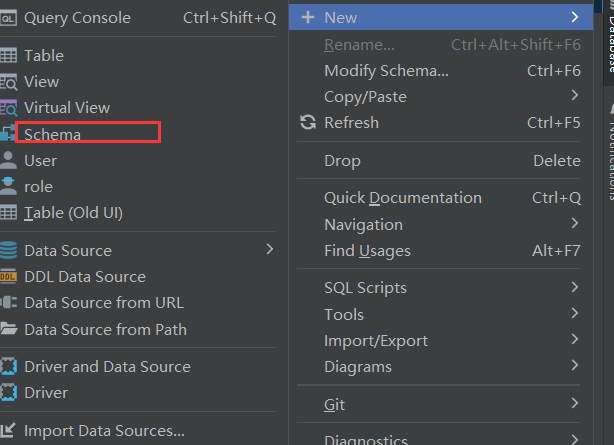 Query Console Ctrl+Shift+Q
Table
View
Virtual View
Schema
User
role
Table (Old UI)
Data Source
DDL Data Source
Data Source from URL
Data Source from Path
Driver and Data Source
Driver
Import Data Sources...
New
Rename... Ctrl+Alt+Shift+F6
Modify Schema... Ctrl+F6
Copy/Paste
Refresh Ctrl+F5
Drop Delete
Quick Documentation Ctrl+Q
Navigation
Find Usages Alt+F7
SQL Scripts
Tools
Import/Export
Diagrams
Git
Diagnostics
Database
Notifications
QL
DDL